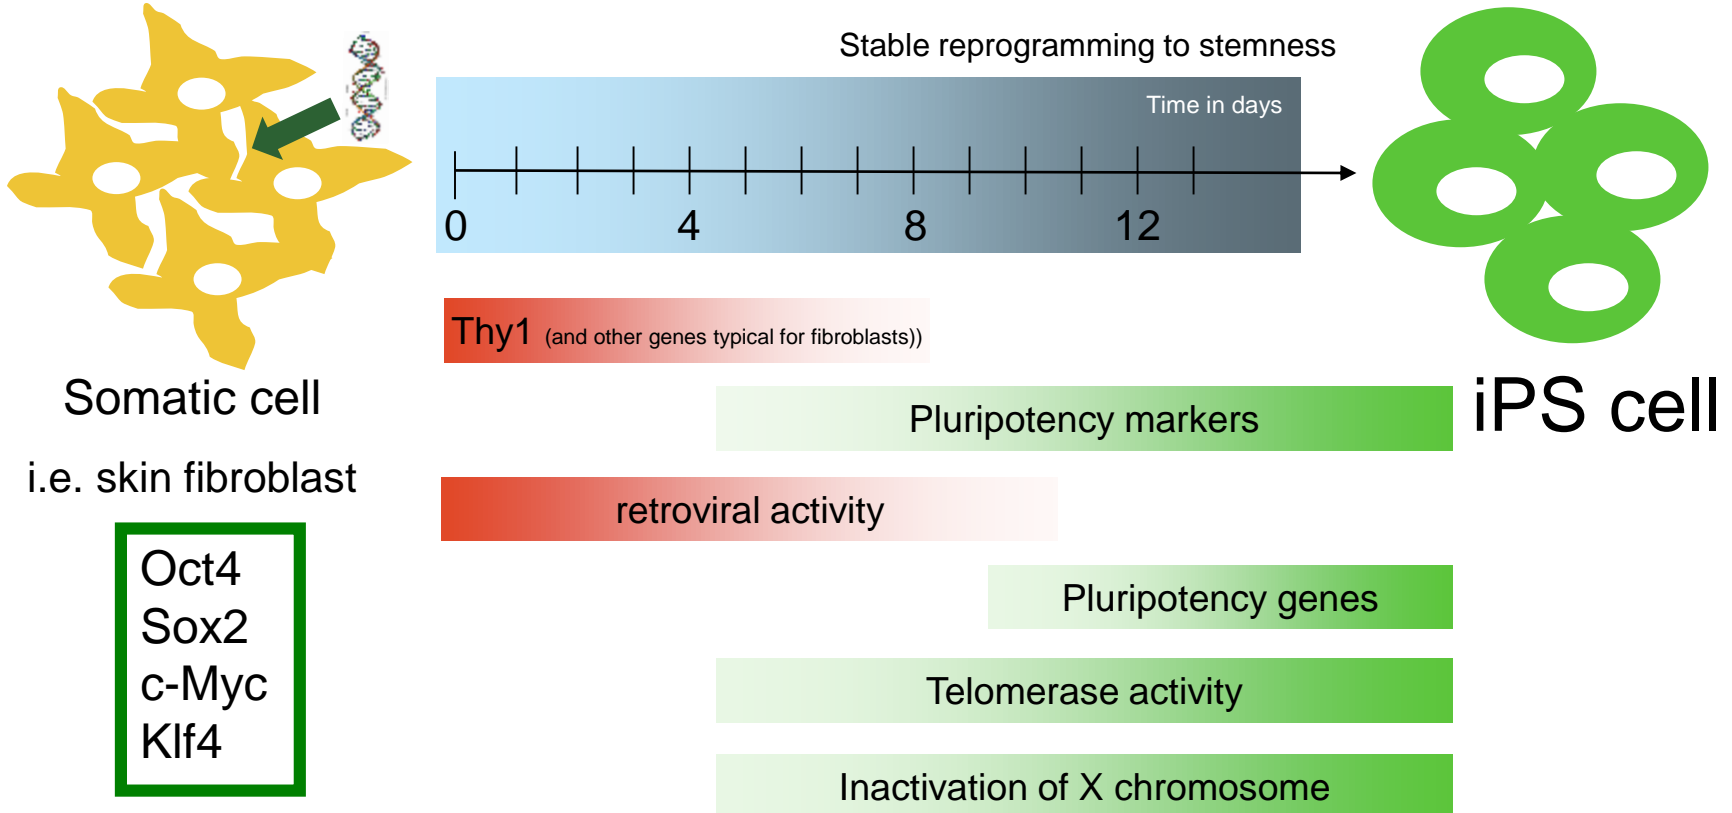 Stable reprogramming to stemness
Time in days
0 4 8 12
Thy1 (and other genes typical for fibroblasts))
Somatic cell
Pluripotency markers
iPS cell
i.e. skin fibroblast
retroviral activity
Oct4
Sox2
c-Myc
Klf4
Pluripotency genes
Telomerase activity
Inactivation of X chromosome